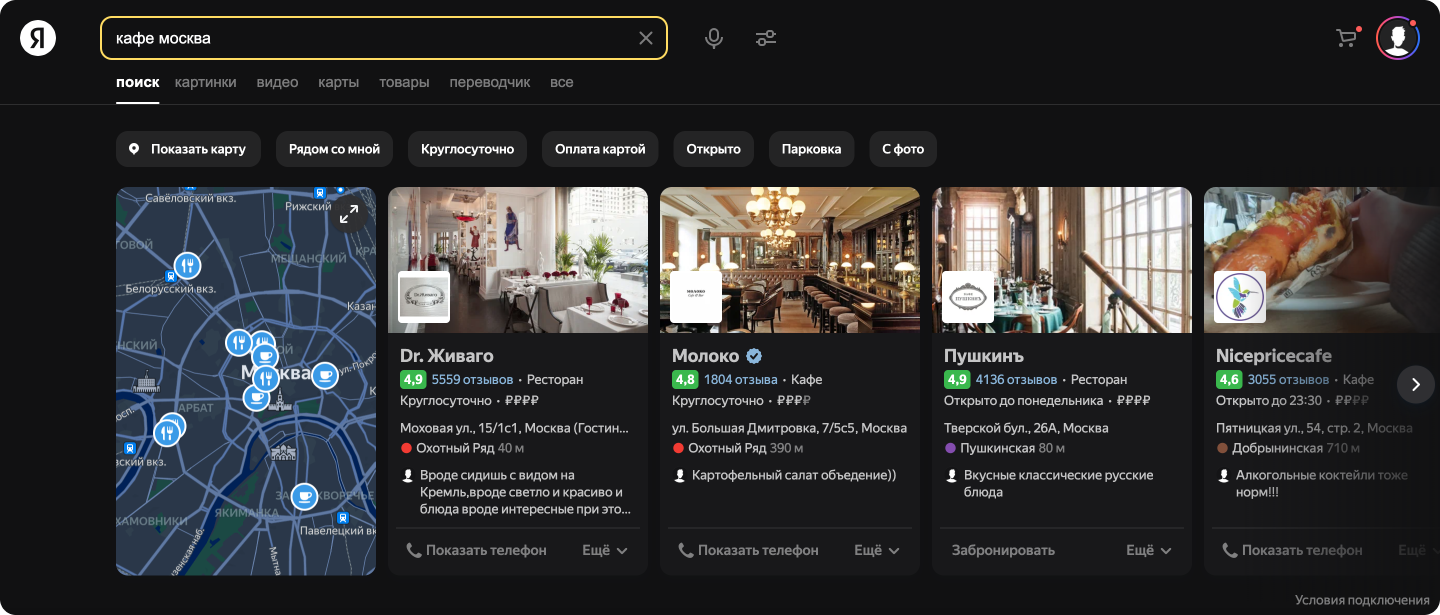 Я
кафе москва
поиск картинки видео карты товары переводчик все
Показать карту Рядом со мной Круглосуточно Оплата картой Открыто Парковка С фото
Савёловский вкз.
Рижский
МЕЩАНСКИЙ
Белорусский вкз.
Казан
Москва
АРБАТ
ЯКИМАНКА
ХАМОВНИКИ
Павелецкий вкз
Dr. Живаго
4,9 5559 отзывов • Ресторан
Круглосуточно • ₽₽₽₽
Моховая ул., 15/1с1, Москва (Гостин...
Охотный Ряд 40 м
Вроде сидишь с видом на
Кремль,вроде светло и красиво и
блюда вроде интересные при это...
Показать телефон Ещё
МОЛОКО
Молоко
4,8 1804 отзыва • Кафе
Круглосуточно • ₽₽₽₽
ул. Большая Дмитровка, 7/5с5, Москва
Охотный Ряд 390 м
Картофельный салат объедение))
Показать телефон Ещё
ПУШКИНЪ
Пушкинъ
4,9 4136 отзывов • Ресторан
Открыто до понедельника • ₽₽₽₽
Тверской бул., 26А, Москва
Пушкинская 80 м
Вкусные классические русские
блюда
Забронировать Ещё
Nicepricecafe
4,6 3055 отзывов • Кафе
Открыто до 23:30 • ₽₽₽₽
Пятницкая ул., 54, стр. 2, Москва
Добрынинская 710 м
Алкогольные коктейли тоже
норм!!!
Показать телефон Ещё
Условия подключения